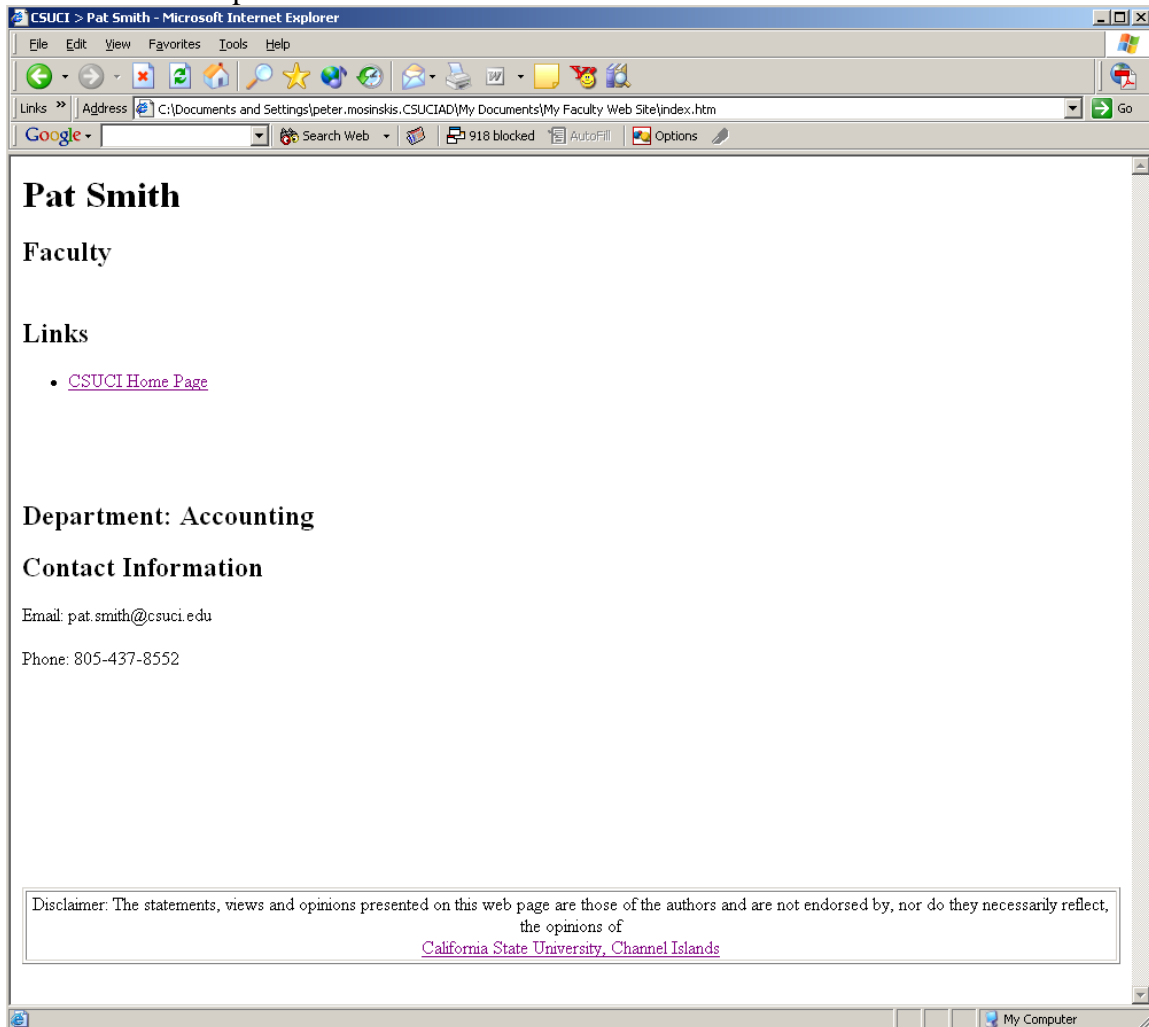 CSUCI > Pat Smith - Microsoft Internet Explorer
File Edit View Favorites Tools Help
Links » Address C:\Documents and Settings\peter.mosinskis.CSUCIAD\My Documents\My Faculty Web Site\index.htm Go
Google Search Web 918 blocked AutoFill Options
Pat Smith
Faculty
Links
• CSUCI Home Page
Department: Accounting
Contact Information
Email: pat.smith@csuci.edu
Phone: 805-437-8552
Disclaimer: The statements, views and opinions presented on this web page are those of the authors and are not endorsed by, nor do they necessarily reflect,
the opinions of
California State University, Channel Islands
My Computer